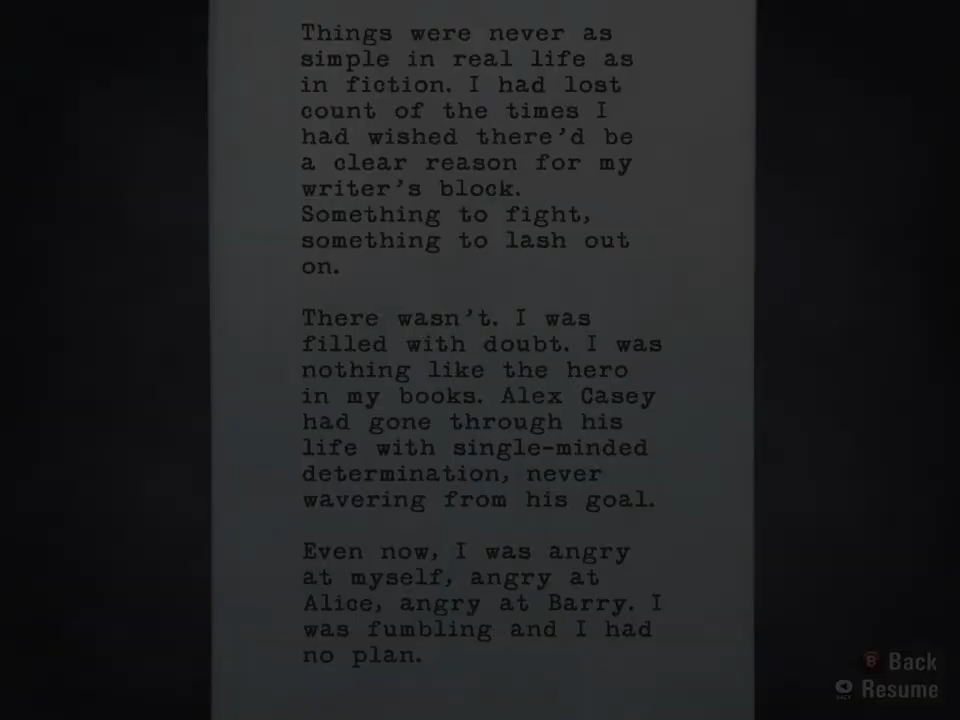 Things were never as
simple in real life as
in fiction. I had lost
count of the times I
had wished there'd be
a clear reason for my
writer's block.
Something to fight,
something to lash out
on.
There wasn't. I was
filled with doubt. I was
nothing like the hero
in my books. Alex Casey
had gone through his
life with single-minded
determination, never
wavering from his goal.
Even now, I was angry
at myself, angry at
Alice, angry at Barry. I
was fumbling and I had
no plan.
B Back
BACK Resume